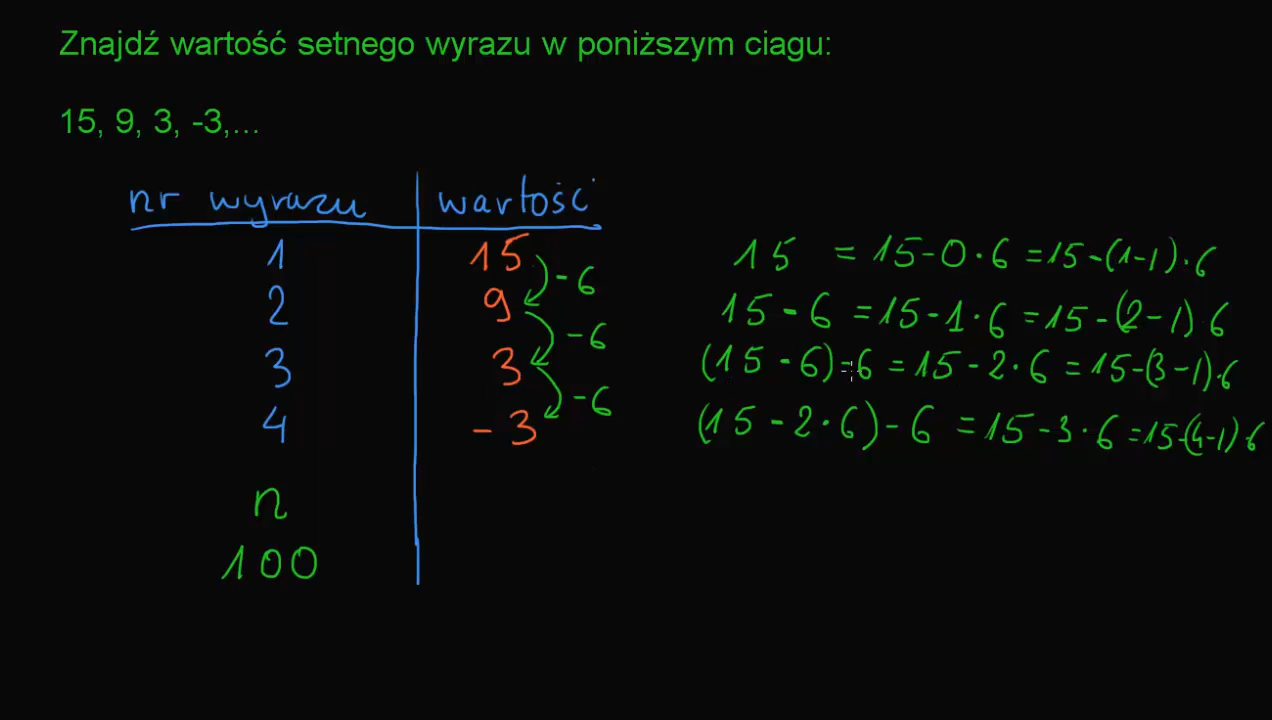 Znajdź wartość setnego wyrazu w poniższym ciagu:
15, 9, 3, -3,...
nr wyrazu wartość
1 15 -6 15 = 15-0·6 = 15-(1-1)·6
2 9 -6 15-6 = 15-1·6 = 15-(2-1)·6
3 3 -6 (15-6)-6 = 15-2·6 = 15-(3-1)·6
4 -3 (15-2·6)-6 = 15-3·6 = 15-(4-1)·6
n
100